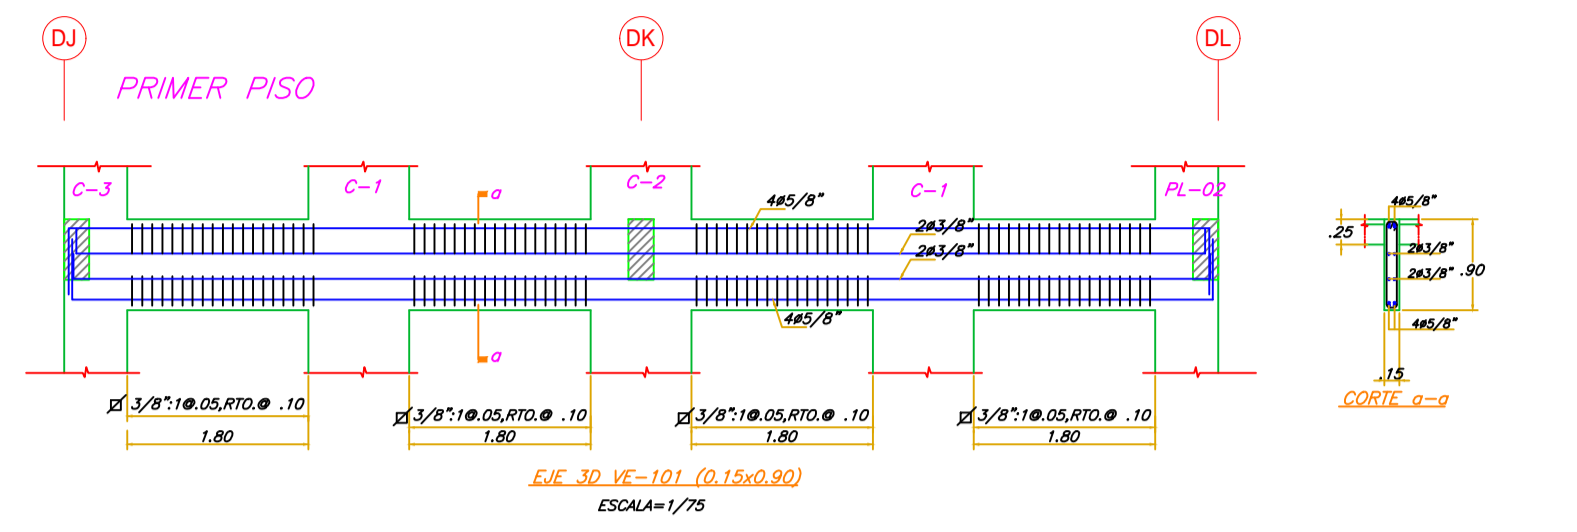 DJ
DK
DL
PRIMER PISO
C-3
C-1
C-2
C-1
PL-02
a
4ø5/8"
2ø3/8"
2ø3/8"
4ø5/8"
a
3/8":1@.05,RTO.@ .10
3/8":1@.05,RTO.@ .10
3/8":1@.05,RTO.@ .10
3/8":1@.05,RTO.@ .10
1.80
1.80
1.80
1.80
EJE 3D VE-101 (0.15x0.90)
ESCALA=1/75
4ø5/8"
.25
2ø3/8"
2ø3/8"
.90
4ø5/8"
.15
CORTE a-a